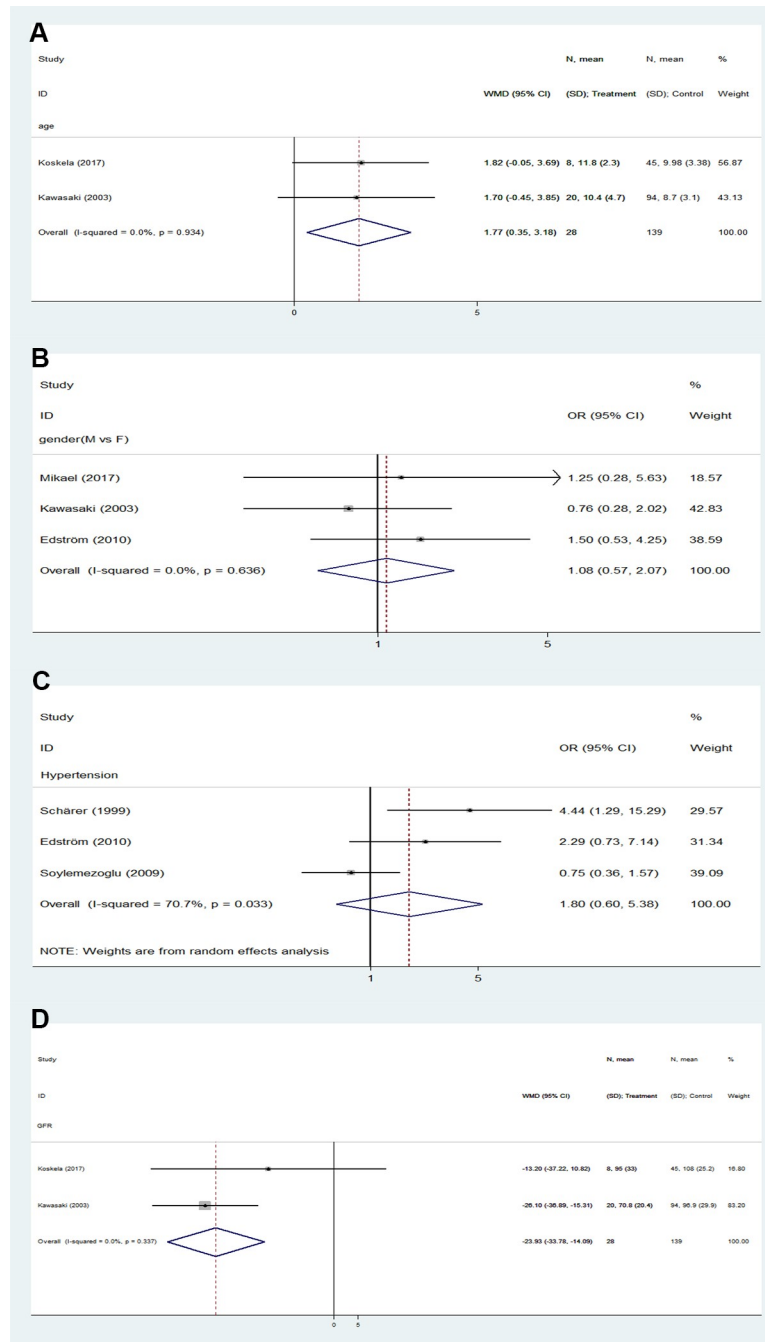 A
Study N, mean N, mean %
ID WMD (95% CI) (SD); Treatment (SD); Control Weight
age
Koskela (2017) 1.82 (-0.05, 3.69) 8, 11.8 (2.3) 45, 9.98 (3.38) 56.87
Kawasaki (2003) 1.70 (-0.45, 3.85) 20, 10.4 (4.7) 94, 8.7 (3.1) 43.13
Overall (I-squared = 0.0%, p = 0.934) 1.77 (0.35, 3.18) 28 139 100.00
0 5
B
Study %
ID OR (95% CI) Weight
gender(M vs F)
Mikael (2017) 1.25 (0.28, 5.63) 18.57
Kawasaki (2003) 0.76 (0.28, 2.02) 42.83
Edström (2010) 1.50 (0.53, 4.25) 38.59
Overall (I-squared = 0.0%, p = 0.636) 1.08 (0.57, 2.07) 100.00
1 5
C
Study %
ID OR (95% CI) Weight
Hypertension
Schärer (1999) 4.44 (1.29, 15.29) 29.57
Edström (2010) 2.29 (0.73, 7.14) 31.34
Soylemezoglu (2009) 0.75 (0.36, 1.57) 39.09
Overall (I-squared = 70.7%, p = 0.033) 1.80 (0.60, 5.38) 100.00
NOTE: Weights are from random effects analysis
1 5
D
Study N, mean N, mean %
ID WMD (95% CI) (SD); Treatment (SD); Control Weight
GFR
Koskela (2017) -13.20 (-37.22, 10.82) 8, 95 (33) 45, 108 (25.2) 16.80
Kawasaki (2003) -26.10 (-36.89, -15.31) 20, 70.8 (20.4) 94, 96.9 (29.9) 83.20
Overall (I-squared = 0.0%, p = 0.337) -23.93 (-33.78, -14.09) 28 139 100.00
0 5